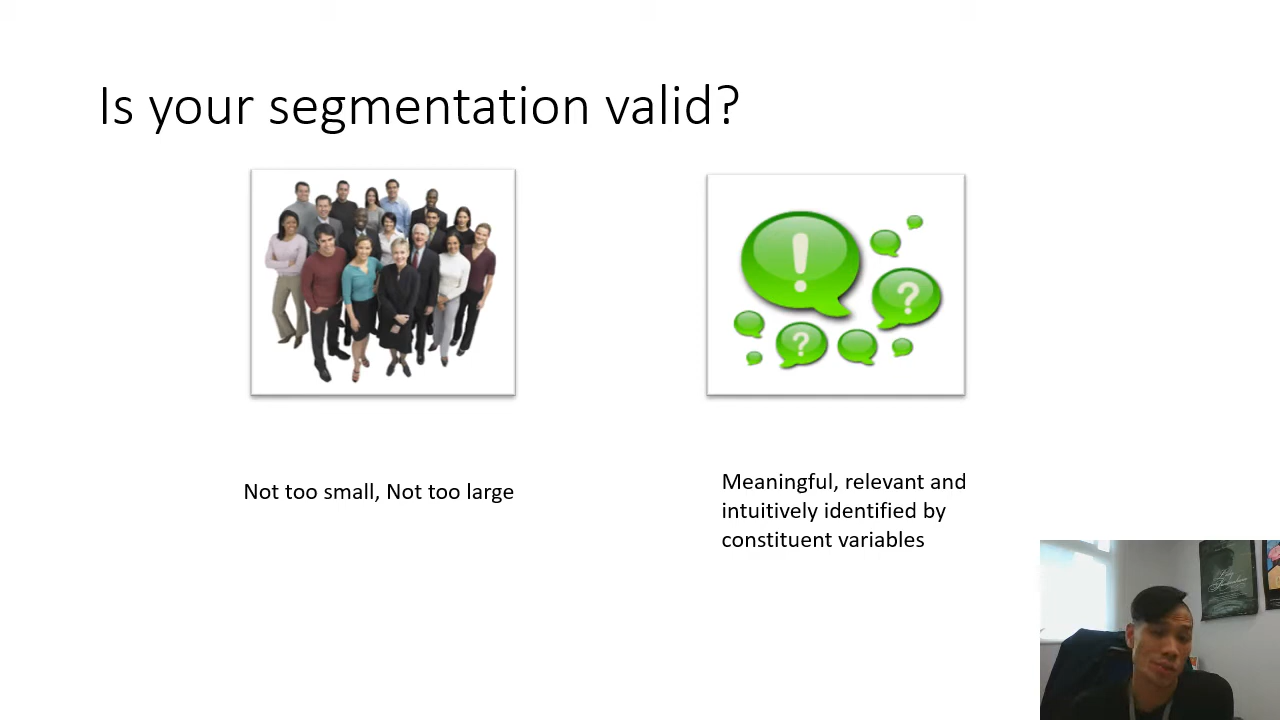 Is your segmentation valid?
!
?
?
Not too small, Not too large
Meaningful, relevant and
intuitively identified by
constituent variables